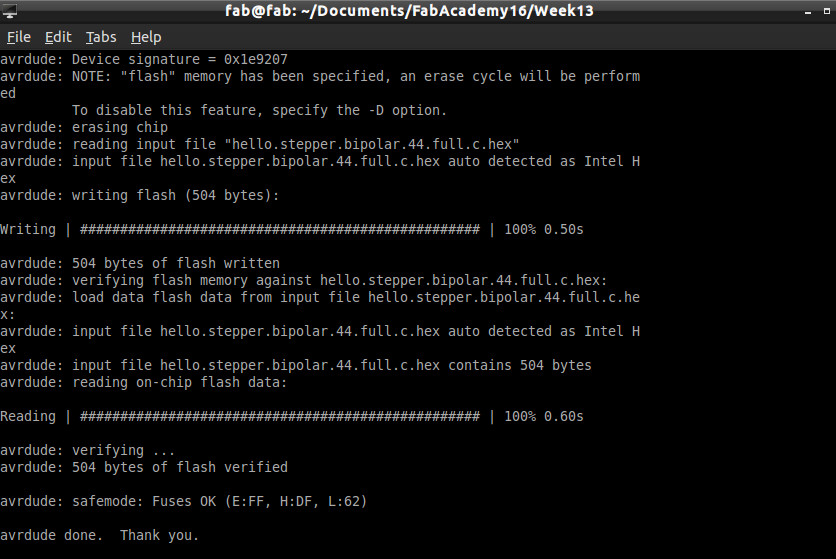 fab@fab: ~/Documents/FabAcademy16/Week13
File Edit Tabs Help
avrdude: Device signature = 0x1e9207
avrdude: NOTE: "flash" memory has been specified, an erase cycle will be perform
ed
         To disable this feature, specify the -D option.
avrdude: erasing chip
avrdude: reading input file "hello.stepper.bipolar.44.full.c.hex"
avrdude: input file hello.stepper.bipolar.44.full.c.hex auto detected as Intel H
ex
avrdude: writing flash (504 bytes):
Writing | ################################################## | 100% 0.50s
avrdude: 504 bytes of flash written
avrdude: verifying flash memory against hello.stepper.bipolar.44.full.c.hex:
avrdude: load data flash data from input file hello.stepper.bipolar.44.full.c.he
x:
avrdude: input file hello.stepper.bipolar.44.full.c.hex auto detected as Intel H
ex
avrdude: input file hello.stepper.bipolar.44.full.c.hex contains 504 bytes
avrdude: reading on-chip flash data:
Reading | ################################################## | 100% 0.60s
avrdude: verifying ...
avrdude: 504 bytes of flash verified
avrdude: safemode: Fuses OK (E:FF, H:DF, L:62)
avrdude done.  Thank you.